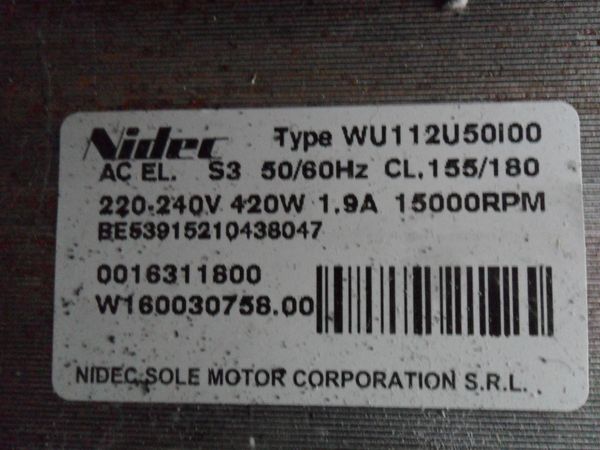 Nidec Type WU112U50I00
AC EL. S3 50/60Hz CL.155/180
220-240V 420W 1.9A 15000RPM
BE53915210438047
0016311800
W160030758.00
NIDEC SOLE MOTOR CORPORATION S.R.L.